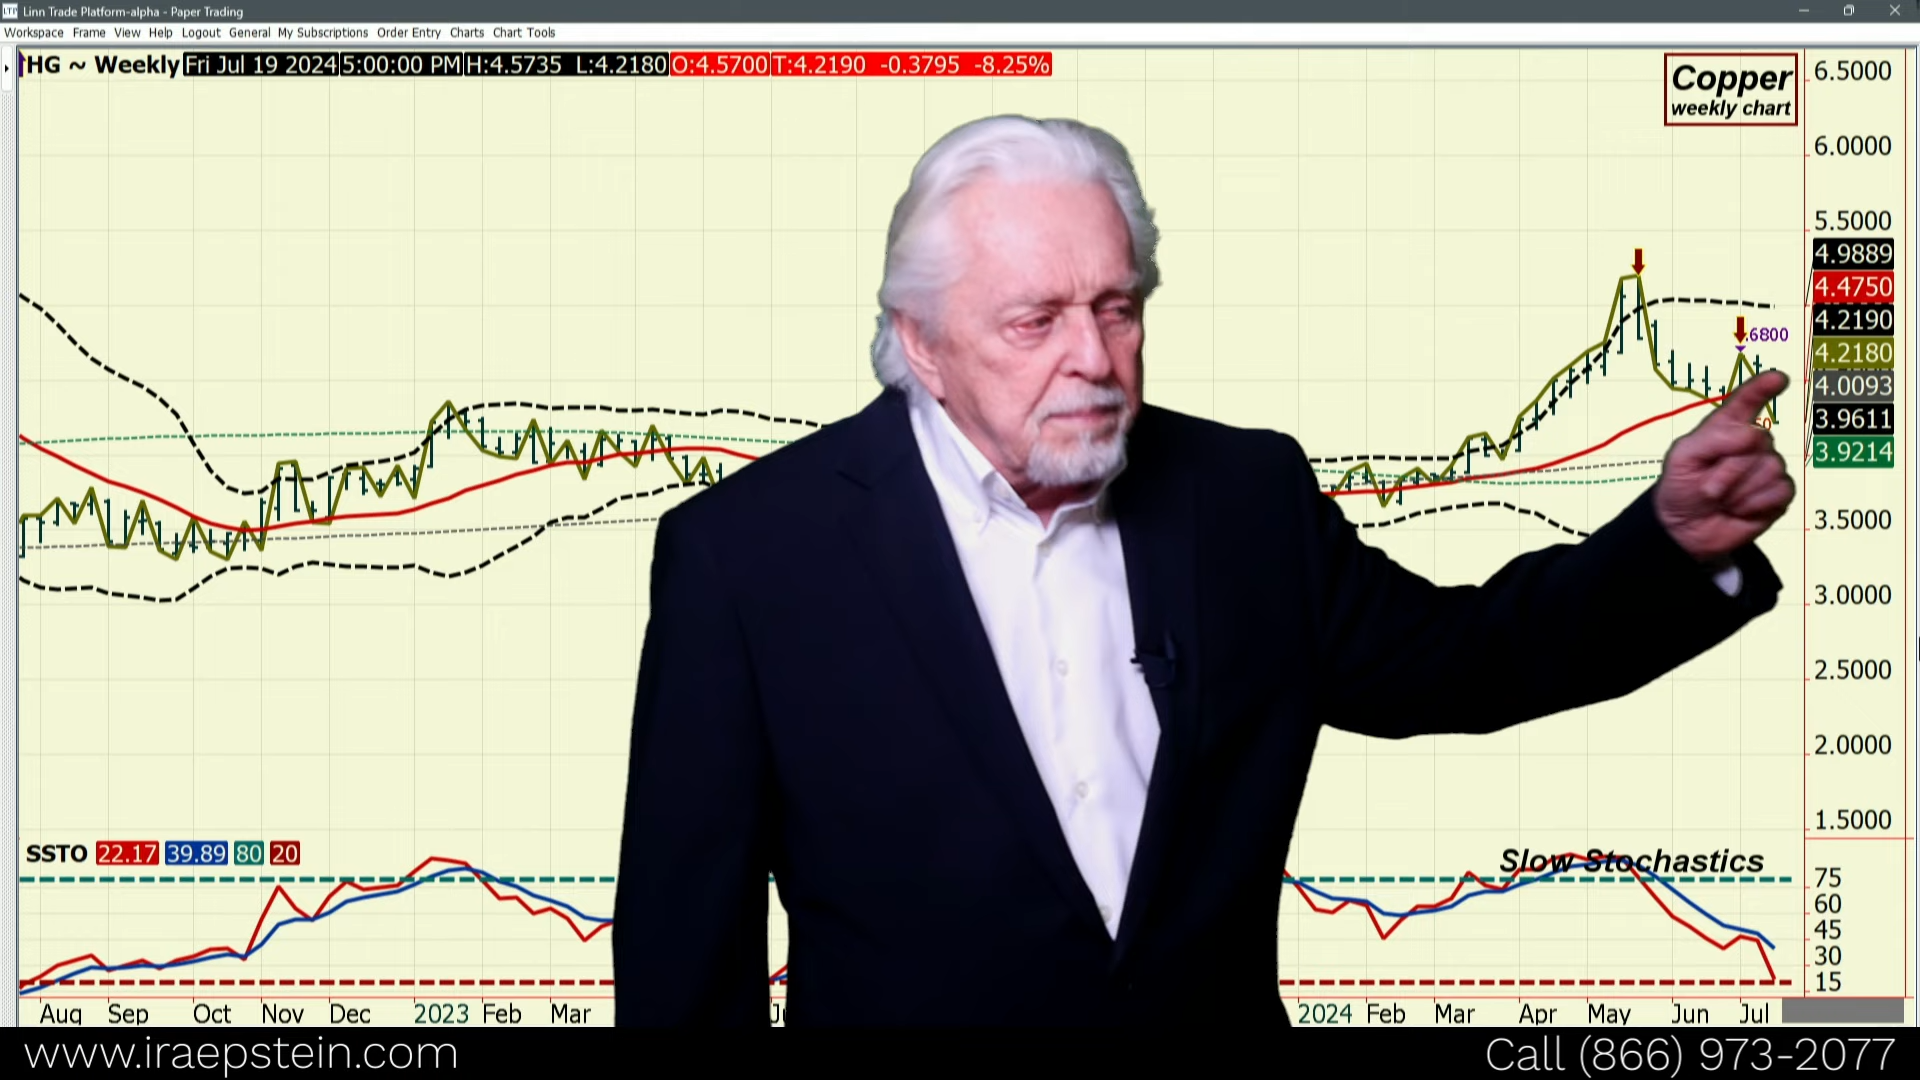 LTP Linn Trade Platform-alpha - Paper Trading
Workspace Frame View Help Logout General My Subscriptions Order Entry Charts Chart Tools
HG ~ Weekly Fri Jul 19 2024 5:00:00 PM H:4.5735 L:4.2180 O:4.5700 T:4.2190 -0.3795 -8.25%
Copper
weekly chart
6.5000
6.0000
5.5000
4.9889
4.4750
4.2190
4.2180
4.0093
3.9611
3.9214
3.5000
3.0000
2.5000
2.0000
1.5000
.6800
SSTO 22.17 39.89 80 20
Slow Stochastics
75
60
45
30
15
Aug Sep Oct Nov Dec 2023 Feb Mar 2024 Feb Mar Apr May Jun Jul
www.iraepstein.com
Call (866) 973-2077